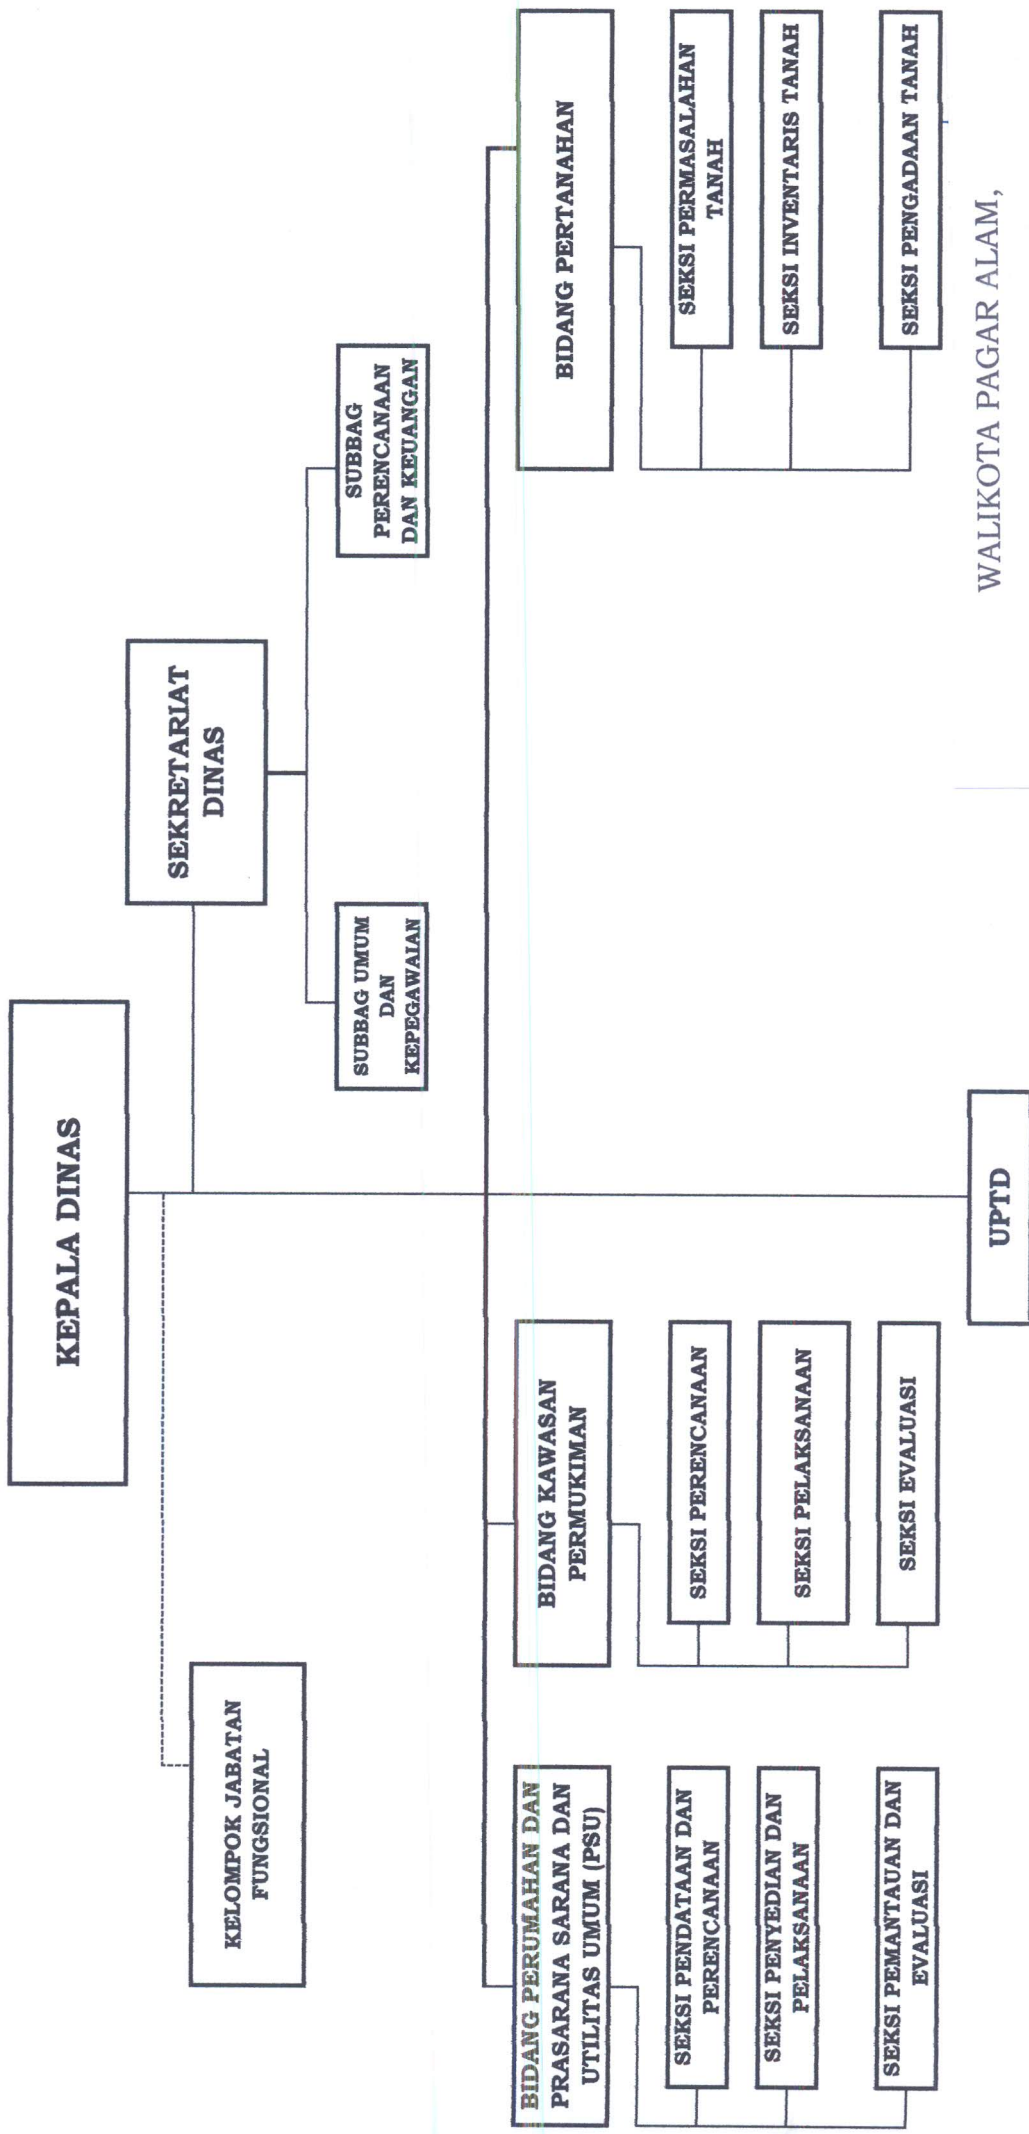 KEPALA DINAS
SEKRETARIAT
DINAS
KELOMPOK JABATAN
FUNGSIONAL
SUBBAG UMUM
DAN
KEPEGAWAIAN
SUBBAG
PERENCANAAN
DAN KEUANGAN
BIDANG PERUMAHAN DAN
PRASARANA SARANA DAN
UTILITAS UMUM (PSU)
SEKSI PENDATAAN DAN
PERENCANAAN
SEKSI PENYEDIAN DAN
PELAKSANAAN
SEKSI PEMANTAUAN DAN
EVALUASI
BIDANG KAWASAN
PERMUKIMAN
SEKSI PERENCANAAN
SEKSI PELAKSANAAN
SEKSI EVALUASI
BIDANG PERTANAHAN
SEKSI PERMASALAHAN
TANAH
SEKSI INVENTARIS TANAH
SEKSI PENGADAAN TANAH
UPTD
WALIKOTA PAGAR ALAM,